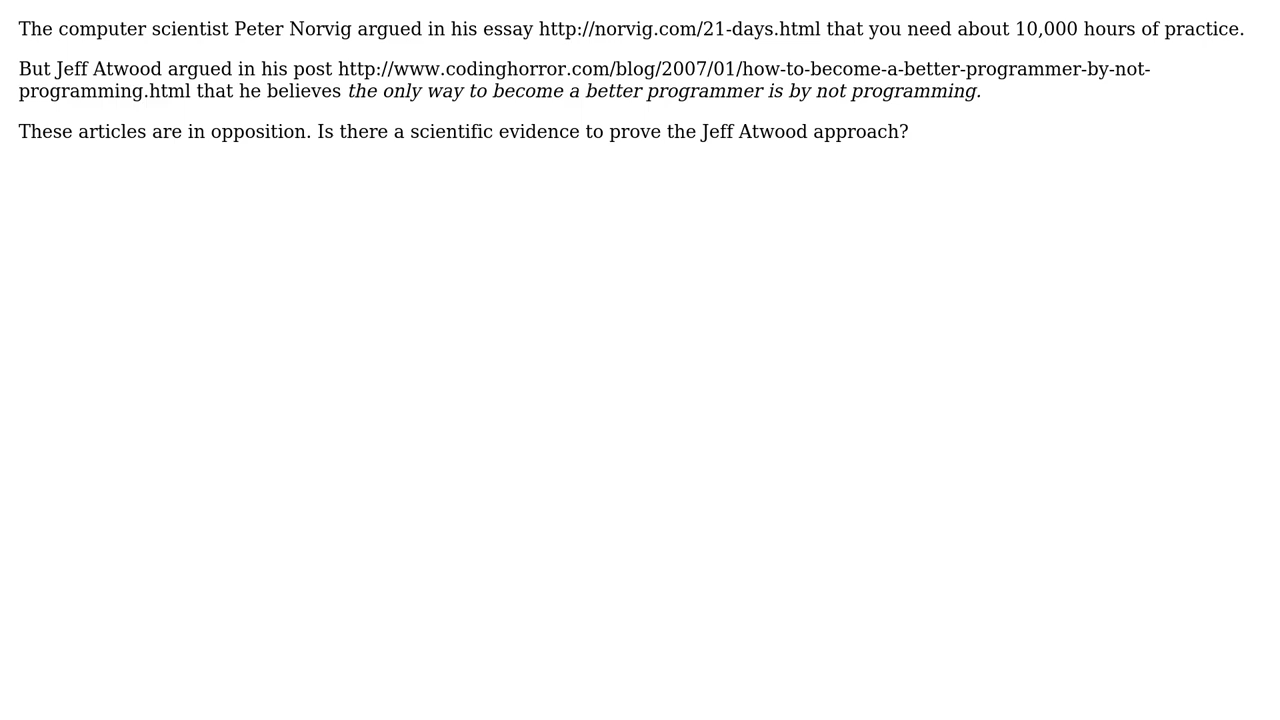 The computer scientist Peter Norvig argued in his essay http://norvig.com/21-days.html that you need about 10,000 hours of practice.
But Jeff Atwood argued in his post http://www.codinghorror.com/blog/2007/01/how-to-become-a-better-programmer-by-not-
programming.html that he believes the only way to become a better programmer is by not programming.
These articles are in opposition. Is there a scientific evidence to prove the Jeff Atwood approach?